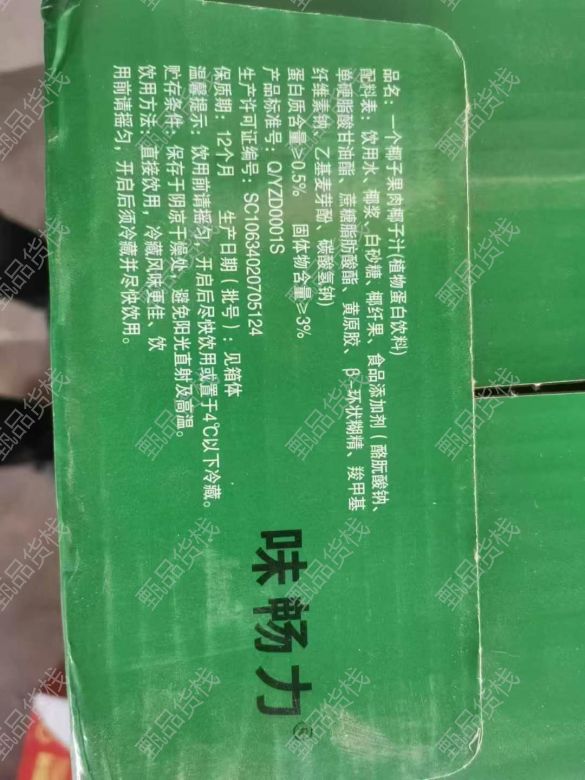 品名：一个椰子果肉椰子汁(植物蛋白饮料)
配料表：饮用水、椰浆、白砂糖、椰纤果、食品添加剂（酪朊酸钠、
单硬脂酸甘油酯、蔗糖脂肪酸酯、黄原胶、β-环状糊精、羧甲基
纤维素钠、乙基麦芽酚、碳酸氢钠)
蛋白质含量≥0.5% 固体物含量≥3%
产品标准号：Q/YZD0001S
生产许可证编号：SC10634020705124
保质期：12个月 生产日期（批号）：见箱体
温馨提示：饮用前请摇匀，开启后尽快饮用或置于4℃以下冷藏。
贮存条件：保存于阴凉干燥处，避免阳光直射及高温。
饮用方法：直接饮用，冷藏风味更佳、饮
用前请摇匀，开启后须冷藏并尽快饮用。
味畅力®
甄品货栈